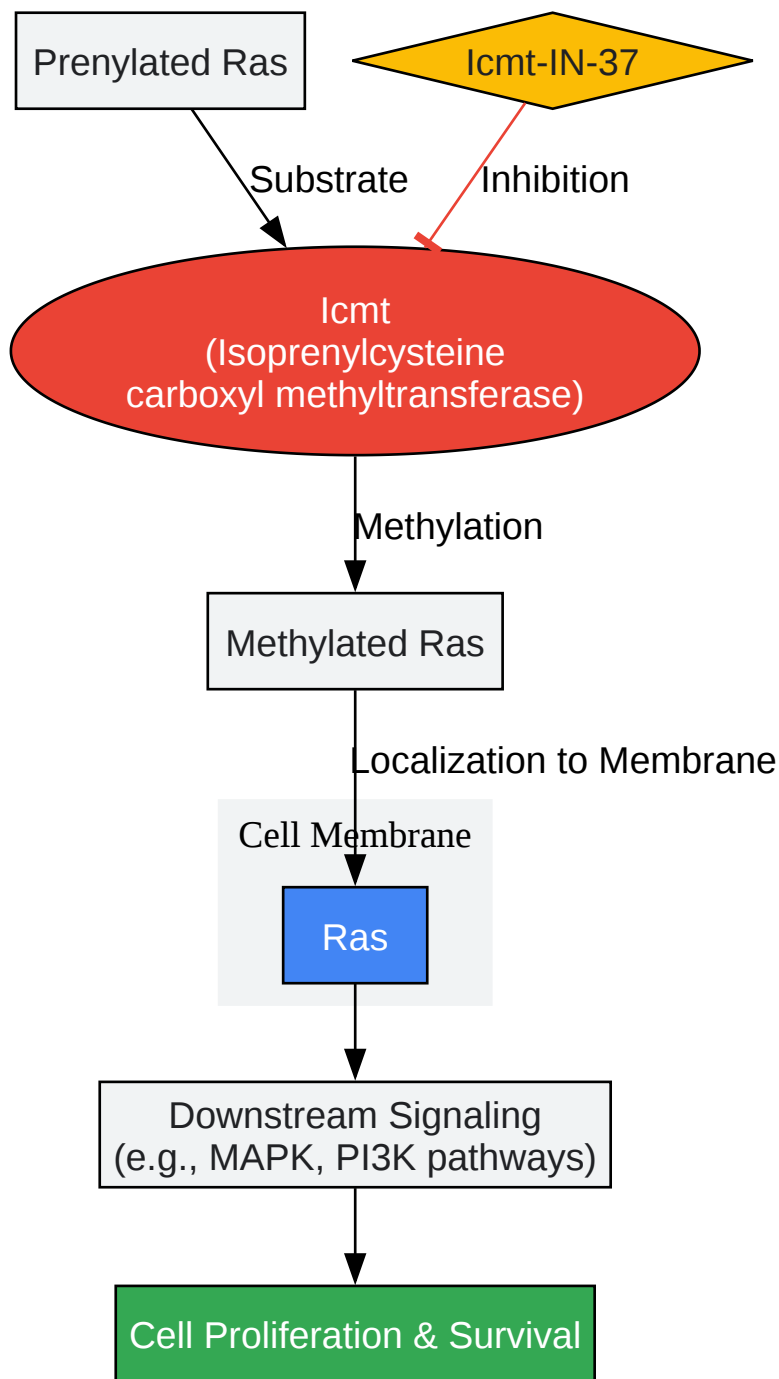 Prenylated Ras
Icmt-IN-37
Substrate
Inhibition
Icmt
(Isoprenylcysteine
carboxyl methyltransferase)
Methylation
Methylated Ras
Localization to Membrane
Cell Membrane
Ras
Downstream Signaling
(e.g., MAPK, PI3K pathways)
Cell Proliferation & Survival